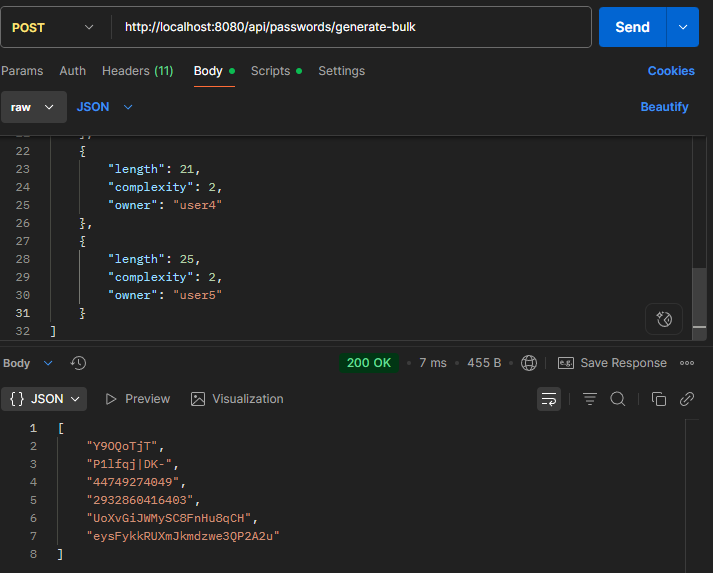 POST http://localhost:8080/api/passwords/generate-bulk Send
Params Auth Headers (11) Body Scripts Settings Cookies
raw JSON Beautify
22 {
23 "length": 21,
24 "complexity": 2,
25 "owner": "user4"
26 },
27 {
28 "length": 25,
29 "complexity": 2,
30 "owner": "user5"
31 }
32 ]
Body 200 OK • 7 ms • 455 B • e.g. Save Response
{} JSON Preview Visualization
1 [
2 "Y9OQoTjT",
3 "P1lfqj|DK-",
4 "44749274049",
5 "2932860416403",
6 "UoXvGiJWMySC8FnHu8qCH",
7 "eysFykkRUXmJkmdzwe3QP2A2u"
8 ]